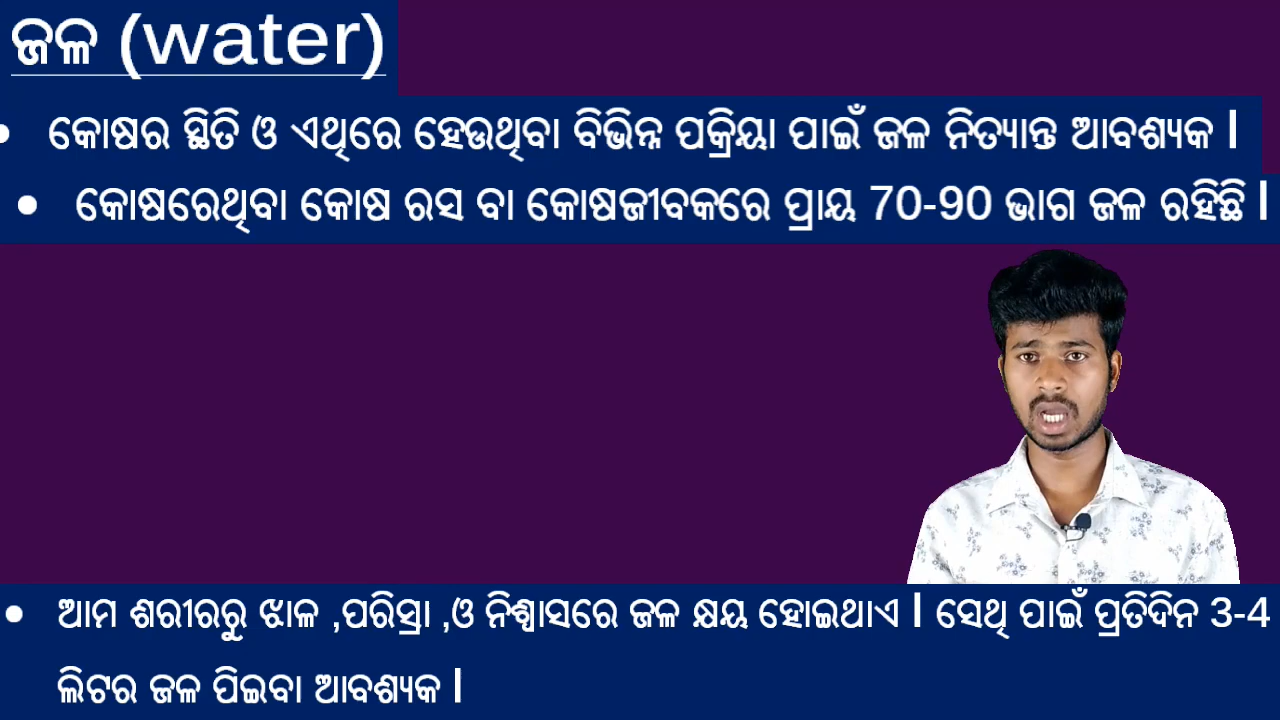 ଜଳ (water)
• କୋଷର ସ୍ଥିତି ଓ ଏଥିରେ ହେଉଥିବା ବିଭିନ୍ନ ପକ୍ରିୟା ପାଇଁ ଜଳ ନିତ୍ୟାନ୍ତ ଆବଶ୍ୟକ l
• କୋଷରେଥିବା କୋଷ ରସ ବା କୋଷଜୀବକରେ ପ୍ରାୟ 70-90 ଭାଗ ଜଳ ରହିଛି l
• ଆମ ଶରୀରରୁ ଝାଳ ,ପରିସ୍ରା ,ଓ ନିଶ୍ୱାସରେ ଜଳ କ୍ଷୟ ହୋଇଥାଏ l ସେଥି ପାଇଁ ପ୍ରତିଦିନ 3-4
ଲିଟର ଜଳ ପିଇବା ଆବଶ୍ୟକ l